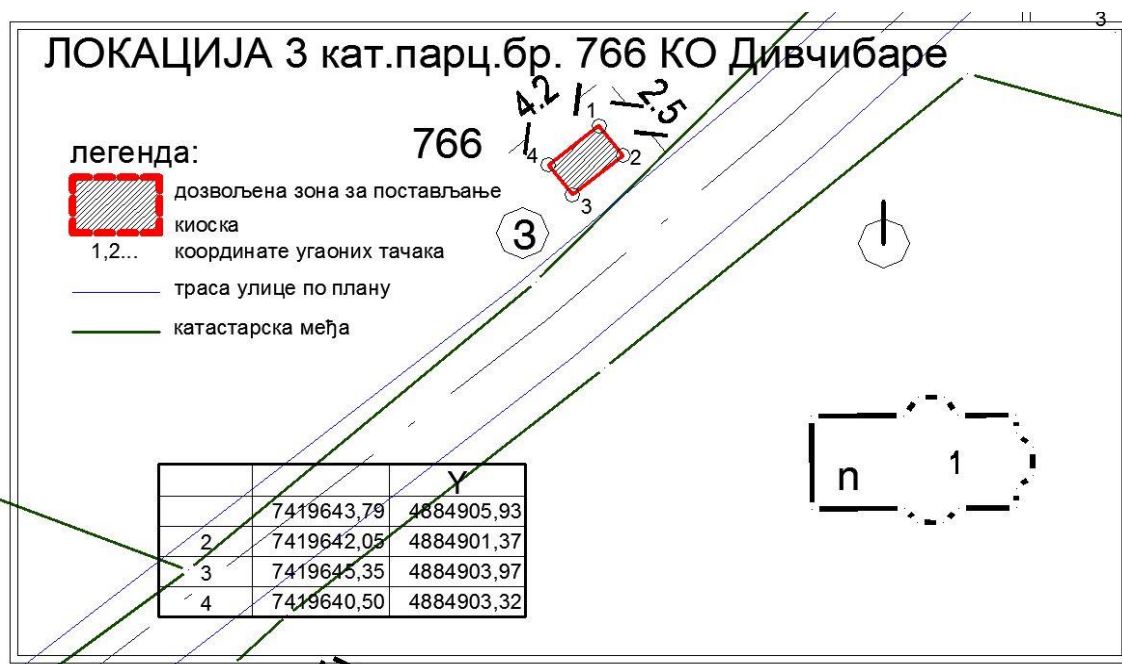 3
ЛОКАЦИЈА 3 кат.парц.бр. 766 КО Дивчибаре
4.2
2.5
1
766
4
2
3
3
легенда:
дозвољена зона за постављање
киоска
1,2... координате угаоних тачака
траса улице по плану
катастарска међа
n 1
Y
7419643,79 4884905,93
2 7419642,05 4884901,37
3 7419645,35 4884903,97
4 7419640,50 4884903,32